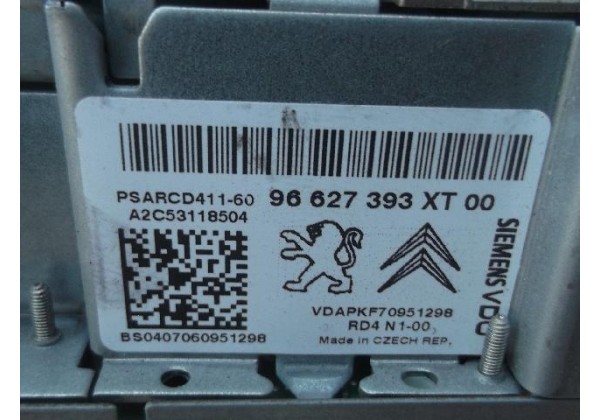 PSARCD411-60 96 627 393 XT 00
A2C53118504
SIEMENS VDO
VDAPKF70951298
RD4 N1-00
BS0407060951298
Made in CZECH REP.